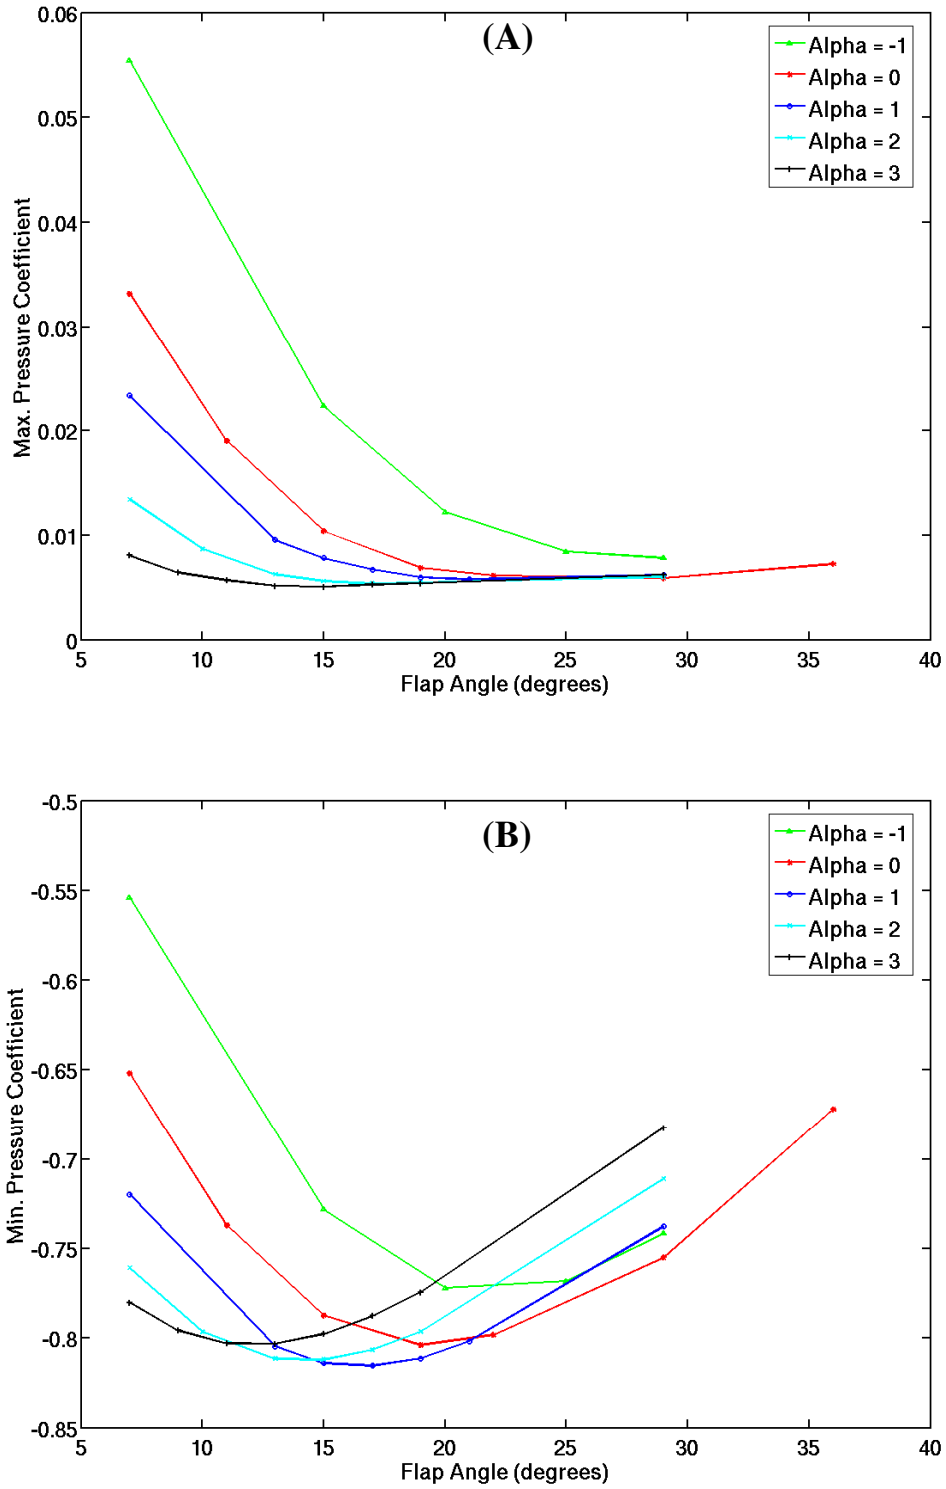 (A)
Alpha = -1
Alpha = 0
Alpha = 1
Alpha = 2
Alpha = 3
Max. Pressure Coefficient
0.06
0.05
0.04
0.03
0.02
0.01
0
5 10 15 20 25 30 35 40
Flap Angle (degrees)
(B)
Alpha = -1
Alpha = 0
Alpha = 1
Alpha = 2
Alpha = 3
Min. Pressure Coefficient
-0.5
-0.55
-0.6
-0.65
-0.7
-0.75
-0.8
-0.85
5 10 15 20 25 30 35 40
Flap Angle (degrees)